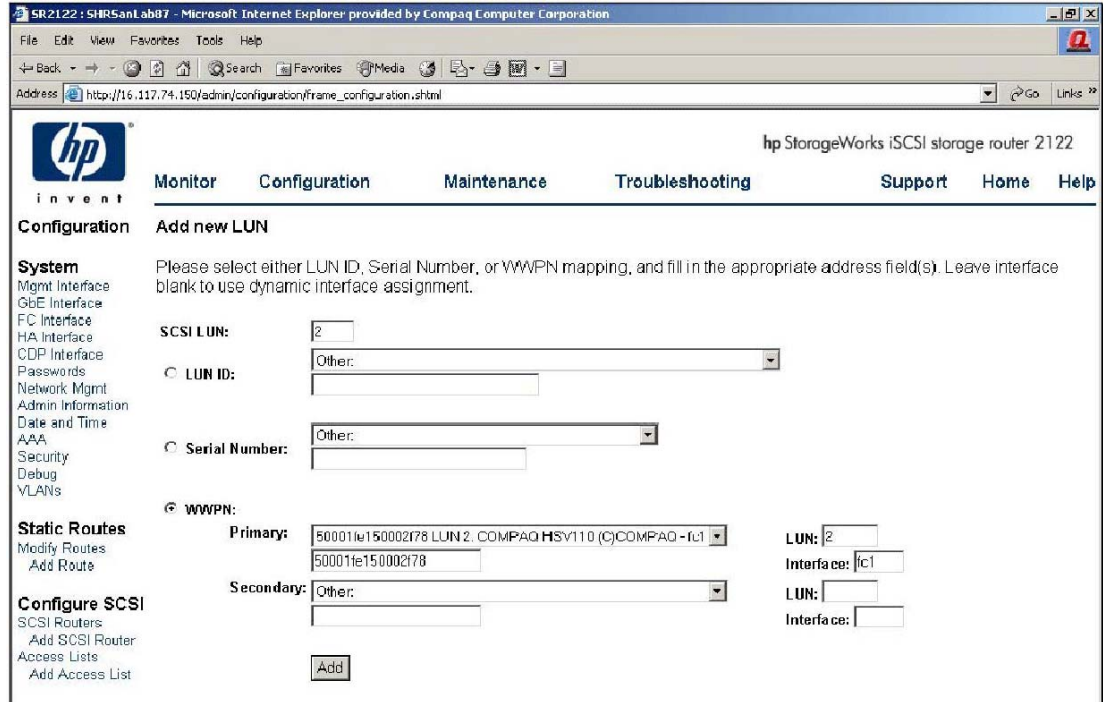 SR2122 : SHRSanLab87 - Microsoft Internet Explorer provided by Compaq Computer Corporation
File Edit View Favorites Tools Help
Back Search Favorites Media
Address http://16.117.74.150/admin/configuration/frame_configuration.shtml Go Links »
hp
invent
hp StorageWorks iSCSI storage router 2122
Monitor Configuration Maintenance Troubleshooting Support Home Help
Configuration
System
Mgmt Interface
GbE Interface
FC Interface
HA Interface
CDP Interface
Passwords
Network Mgmt
Admin Information
Date and Time
AAA
Security
Debug
VLANs
Static Routes
Modify Routes
Add Route
Configure SCSI
SCSI Routers
Add SCSI Router
Access Lists
Add Access List
Add new LUN
Please select either LUN ID, Serial Number, or WWPN mapping, and fill in the appropriate address field(s). Leave interface
blank to use dynamic interface assignment.
SCSI LUN: 2
LUN ID: Other:
Serial Number: Other:
WWPN:
Primary: 50001fe150002f78 LUN 2. COMPAQ HSV110 (C)COMPAQ - fc1 LUN: 2
50001fe150002f78 Interface: fc1
Secondary: Other: LUN:
Interface:
Add